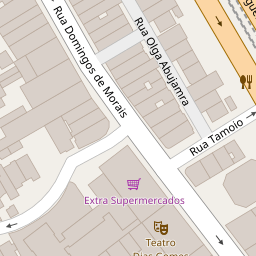 Rua Domingos de Morais
Rua Olga Abujamra
Rua Tamoio
Extra Supermercados
Teatro
Dias Gomes